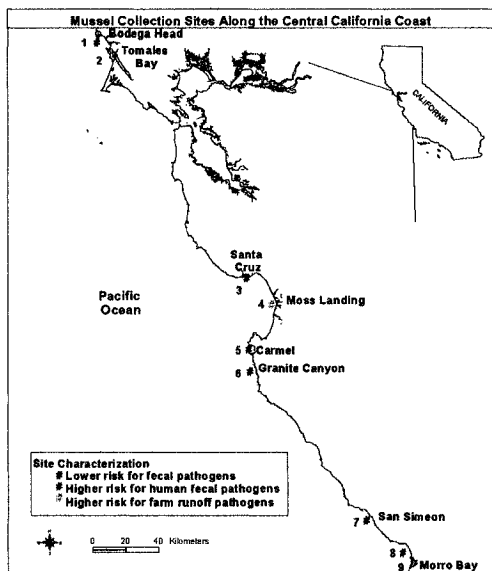 Mussel Collection Sites Along the Central California Coast
1 Bodega Head
2 Tomales
Bay
CALIFORNIA
Santa
Cruz
3
4 Moss Landing
Pacific
Ocean
5 Carmel
6 Granite Canyon
Site Characterization
# Lower risk for fecal pathogens
# Higher risk for human fecal pathogens
# Higher risk for farm runoff pathogens
7 San Simeon
8
9 Morro Bay
20 0 20 40 Kilometers